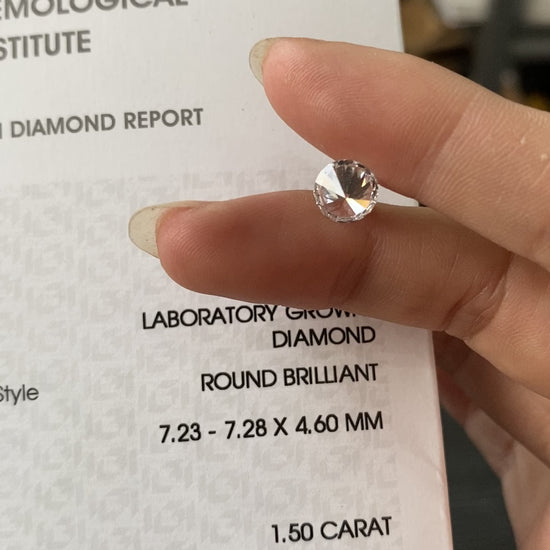 EMOLOGICAL
STITUTE
DIAMOND REPORT
LABORATORY GROWN
DIAMOND
Style
ROUND BRILLIANT
7.23 - 7.28 X 4.60 MM
1.50 CARAT